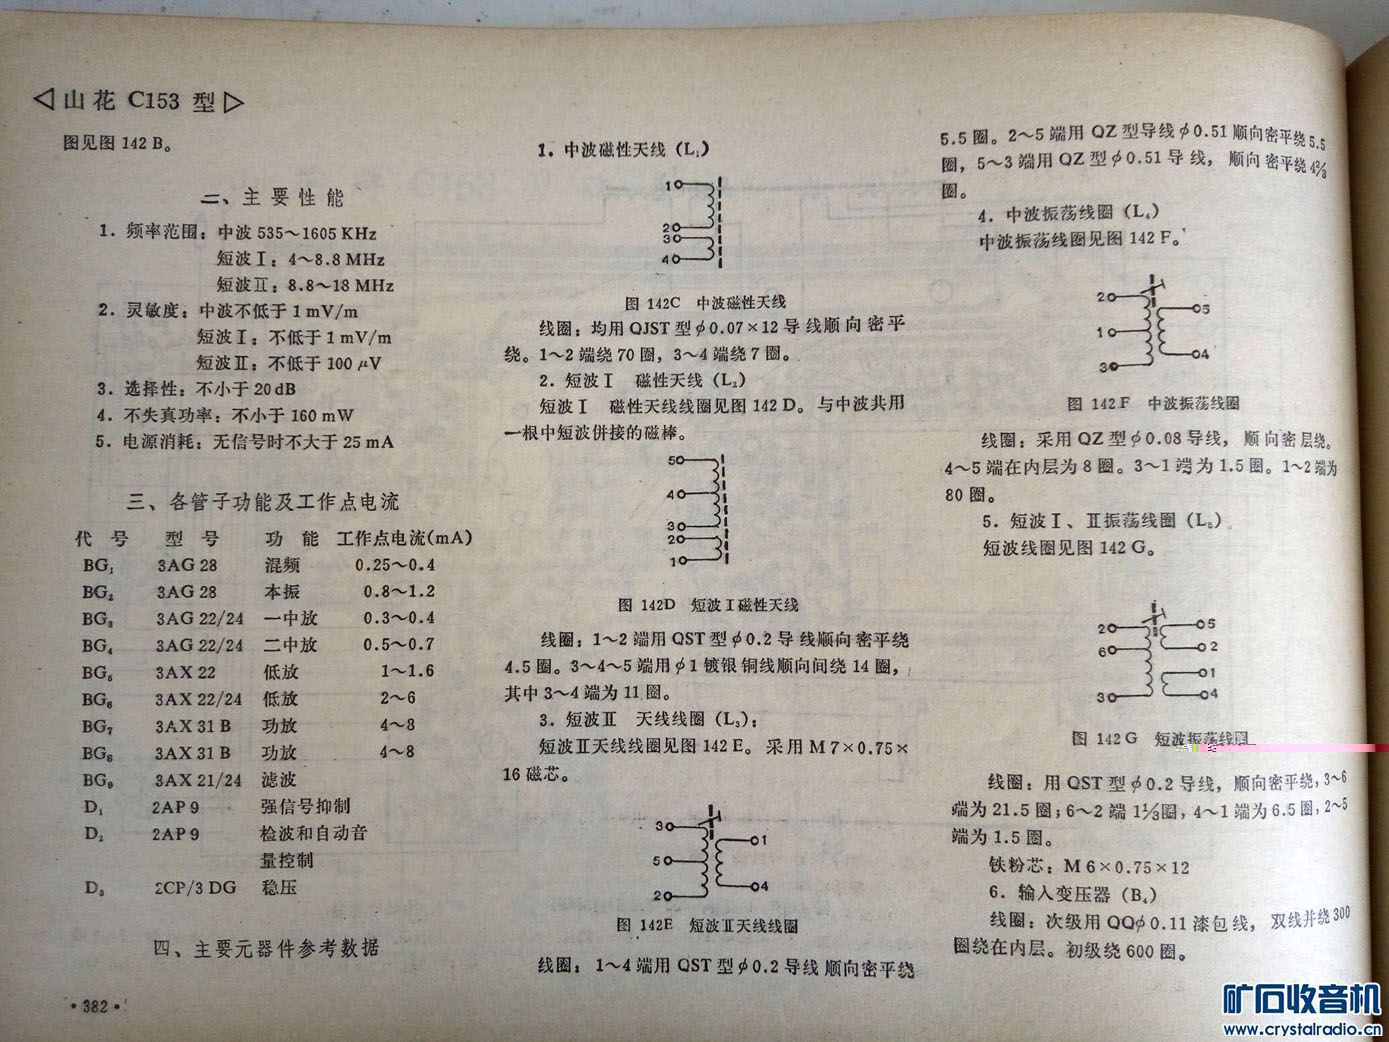 ◁山花 C153 型▷
图见图 142 B。
二、主要性能
1．频率范围：中波 535～1605 KHz
短波Ⅰ：4～8.8 MHz
短波Ⅱ：8.8～18 MHz
2．灵敏度：中波不低于 1 mV/m
短波Ⅰ：不低于 1 mV/m
短波Ⅱ：不低于 100 μV
3．选择性：不小于 20 dB
4．不失真功率：不小于 160 mW
5．电源消耗：无信号时不大于 25 mA
三、各管子功能及工作点电流
代 号 型 号 功 能 工作点电流(mA)
BG₁ 3AG 28 混频 0.25～0.4
BG₂ 3AG 28 本振 0.8～1.2
BG₃ 3AG 22/24 一中放 0.3～0.4
BG₄ 3AG 22/24 二中放 0.5～0.7
BG₅ 3AX 22 低放 1～1.6
BG₆ 3AX 22/24 低放 2～6
BG₇ 3AX 31 B 功放 4～8
BG₈ 3AX 31 B 功放 4～8
BG₉ 3AX 21/24 滤波
D₁ 2AP 9 强信号抑制
D₂ 2AP 9 检波和自动音
量控制
D₃ 2CP/3 DG 稳压
四、主要元器件参考数据
·382·
1．中波磁性天线（L₁）
1
2
3
4
图 142C 中波磁性天线
线圈：均用 QJST 型 φ0.07×12 导线顺向密平
绕。1～2 端绕 70 圈，3～4 端绕 7 圈。
2．短波Ⅰ 磁性天线（L₂）
短波Ⅰ 磁性天线线圈见图 142 D。与中波共用
一根中短波併接的磁棒。
5
4
3
2
1
图 142D 短波Ⅰ磁性天线
线圈：1～2 端用 QST 型 φ0.2 导线顺向密平绕
4.5 圈。3～4～5 端用 φ1 镀银铜线顺向间绕 14 圈，
其中 3～4 端为 11 圈。
3．短波Ⅱ 天线线圈（L₃）：
短波Ⅱ天线线圈见图 142 E。采用 M 7×0.75×
16 磁芯。
3
1
5
4
2
图 142E 短波Ⅱ天线线圈
线圈：1～4 端用 QST 型 φ0.2 导线顺向密平绕
5.5 圈。2～5 端用 QZ 型导线 φ0.51 顺向密平绕 5.5
圈，5～3 端用 QZ 型 φ0.51 导线，顺向密平绕 4⅔
圈。
4．中波振荡线圈（L₄）
中波振荡线圈见图 142 F。
2
5
1
4
3
图 142F 中波振荡线圈
线圈：采用 QZ 型 φ0.08 导线，顺向密层绕。
4～5 端在内层为 8 圈。3～1 端为 1.5 圈。1～2 端为
80 圈。
5．短波Ⅰ、Ⅱ振荡线圈（L₅）
短波线圈见图 142 G。
2
5
6
2
1
3
4
图 142 G 短波振荡线圈
线圈：用 QST 型 φ0.2 导线，顺向密平绕，3～6
端为 21.5 圈；6～2 端 1⅓圈，4～1 端为 6.5 圈，2～5
端为 1.5 圈。
铁粉芯：M 6×0.75×12
6．输入变压器（B₄）
线圈：次级用 QQφ0.11 漆包线，双线并绕 300
圈绕在内层。初级绕 600 圈。
矿石收音机
www.crystalradio.cn